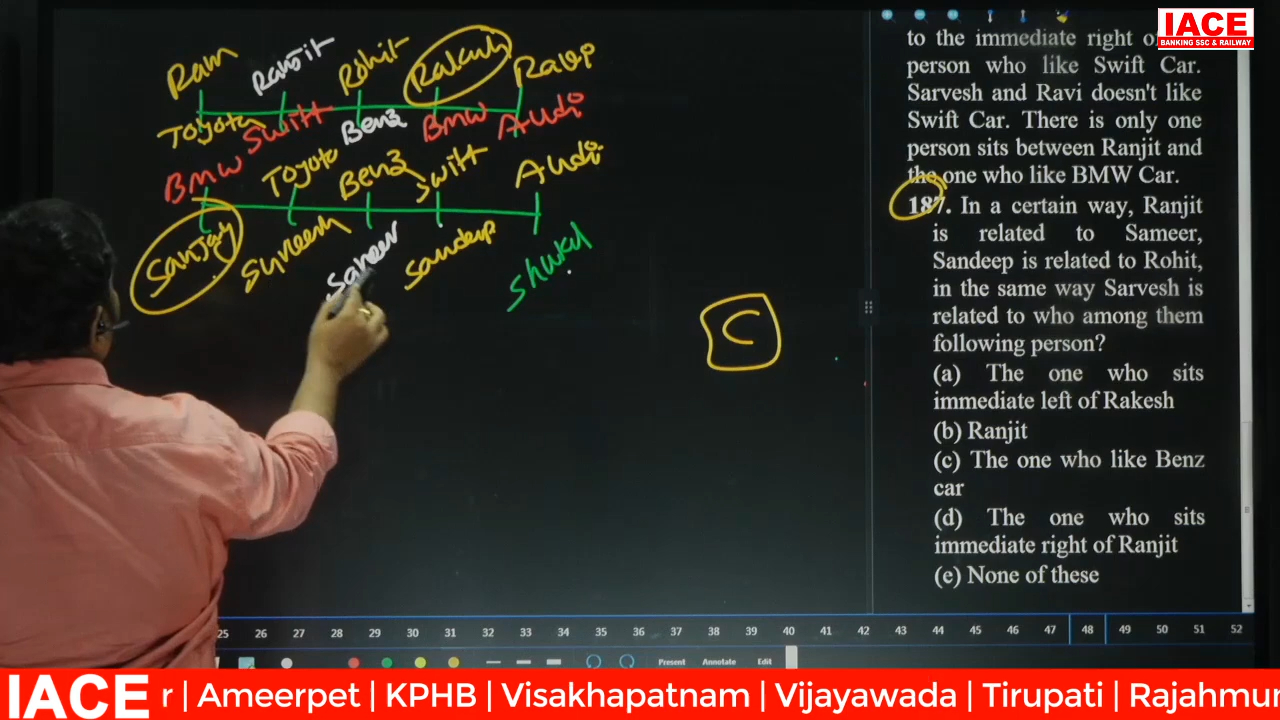 IACE
BANKING SSC & RAILWAY
to the immediate right of
person who like Swift Car.
Sarvesh and Ravi doesn't like
Swift Car. There is only one
person sits between Ranjit and
the one who like BMW Car.
187. In a certain way, Ranjit
is related to Sameer,
Sandeep is related to Rohit,
in the same way Sarvesh is
related to who among them
following person?
(a) The one who sits
immediate left of Rakesh
(b) Ranjit
(c) The one who like Benz
car
(d) The one who sits
immediate right of Ranjit
(e) None of these
Ram Ranjit Rohit Rakesh Ravi
Toyota Swift Benz BMW Audi
BMW Toyota Benz Swift Audi
Sanjay Sameer Sandeep
C
25 26 27 28 29 30 31 32 33 34 35 36 37 38 39 40 41 42 43 44 45 46 47 48 49 50 51 52
Present Annotate Edit
IACE r | Ameerpet | KPHB | Visakhapatnam | Vijayawada | Tirupati | Rajahmun